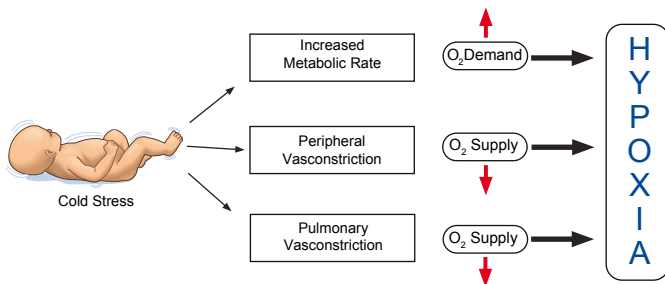 Cold Stress
Increased
Metabolic Rate
O₂Demand
Peripheral
Vasconstriction
O₂ Supply
Pulmonary
Vasconstriction
O₂ Supply
H
Y
P
O
X
I
A